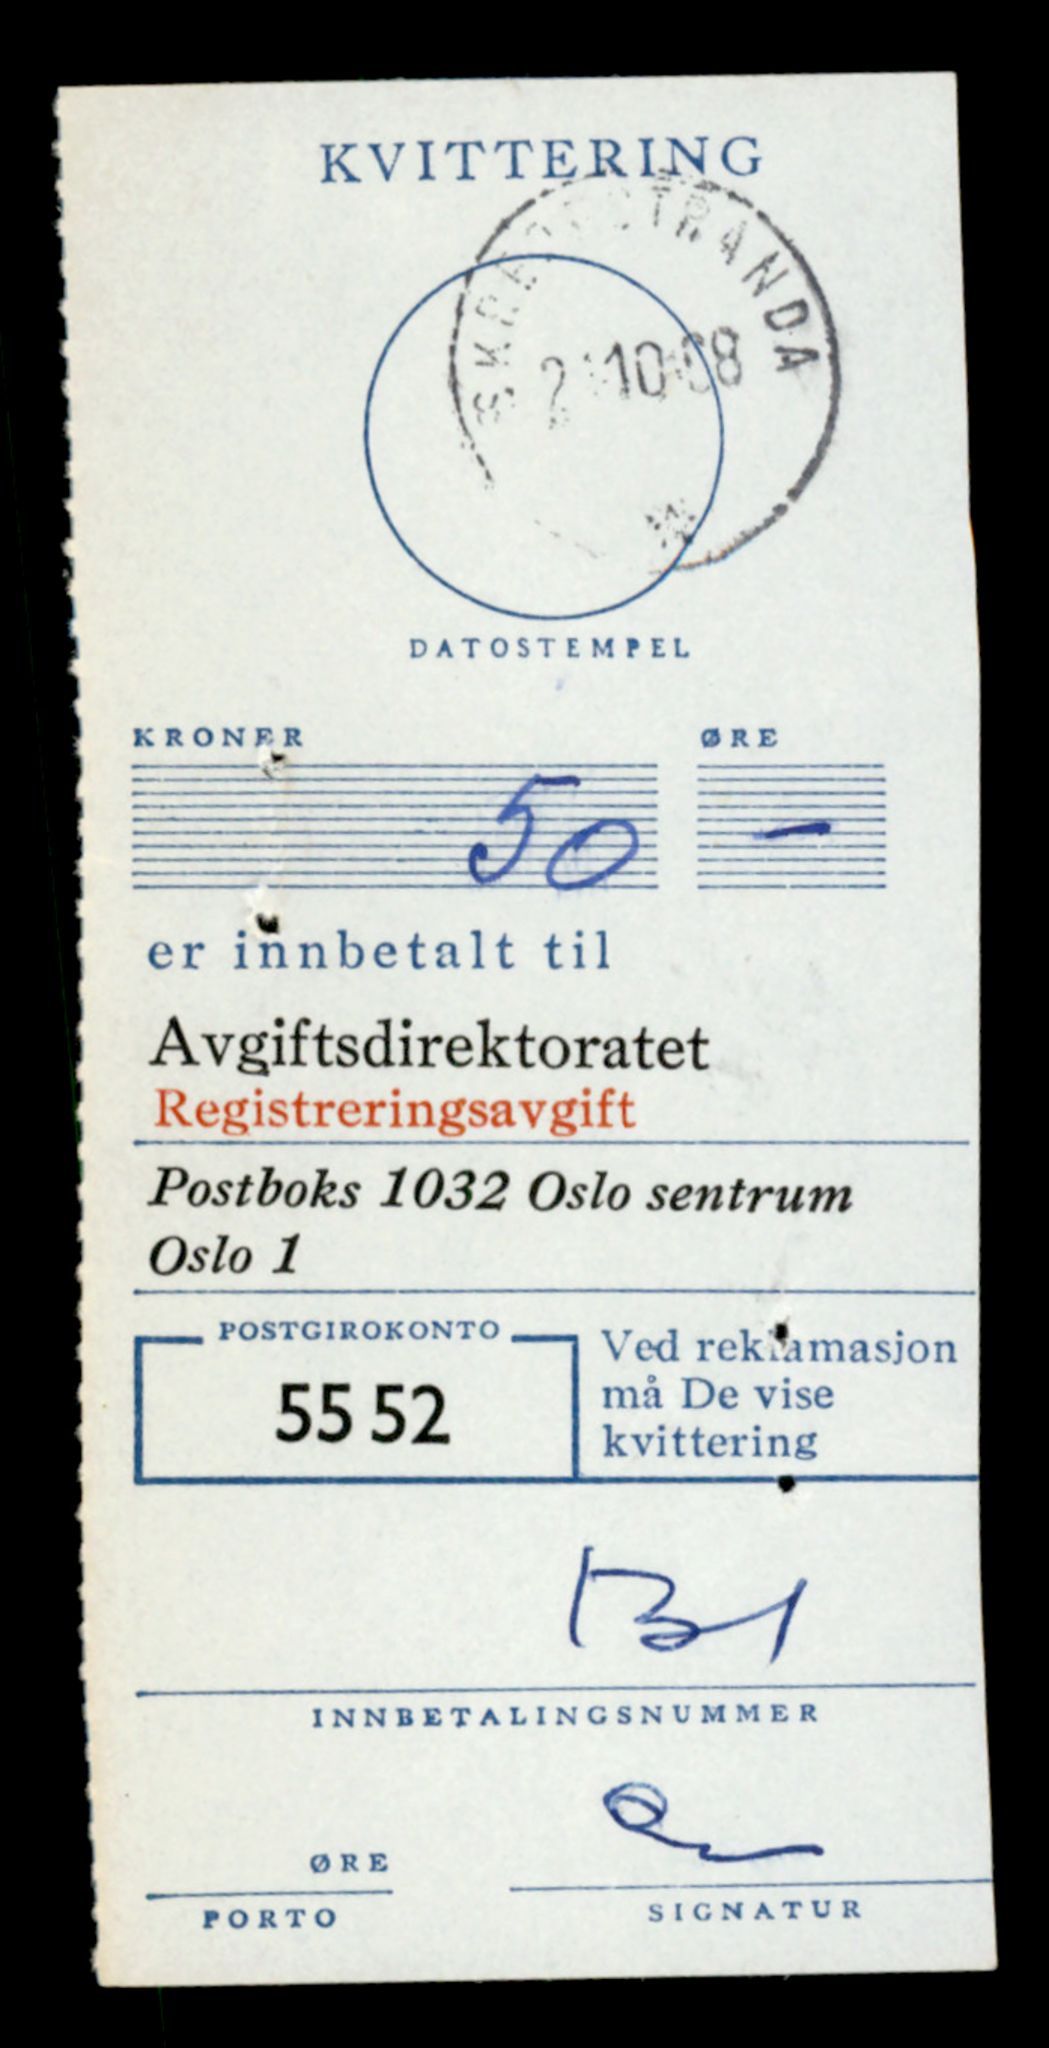 KVITTERING
DATOSTEMPEL
KRONER ØRE
50 –
er innbetalt til
Avgiftsdirektoratet
Registreringsavgift
Postboks 1032 Oslo sentrum
Oslo 1
POSTGIROKONTO
55 52
Ved reklamasjon
må De vise
kvittering
INNBETALINGSNUMMER
ØRE
PORTO
SIGNATUR